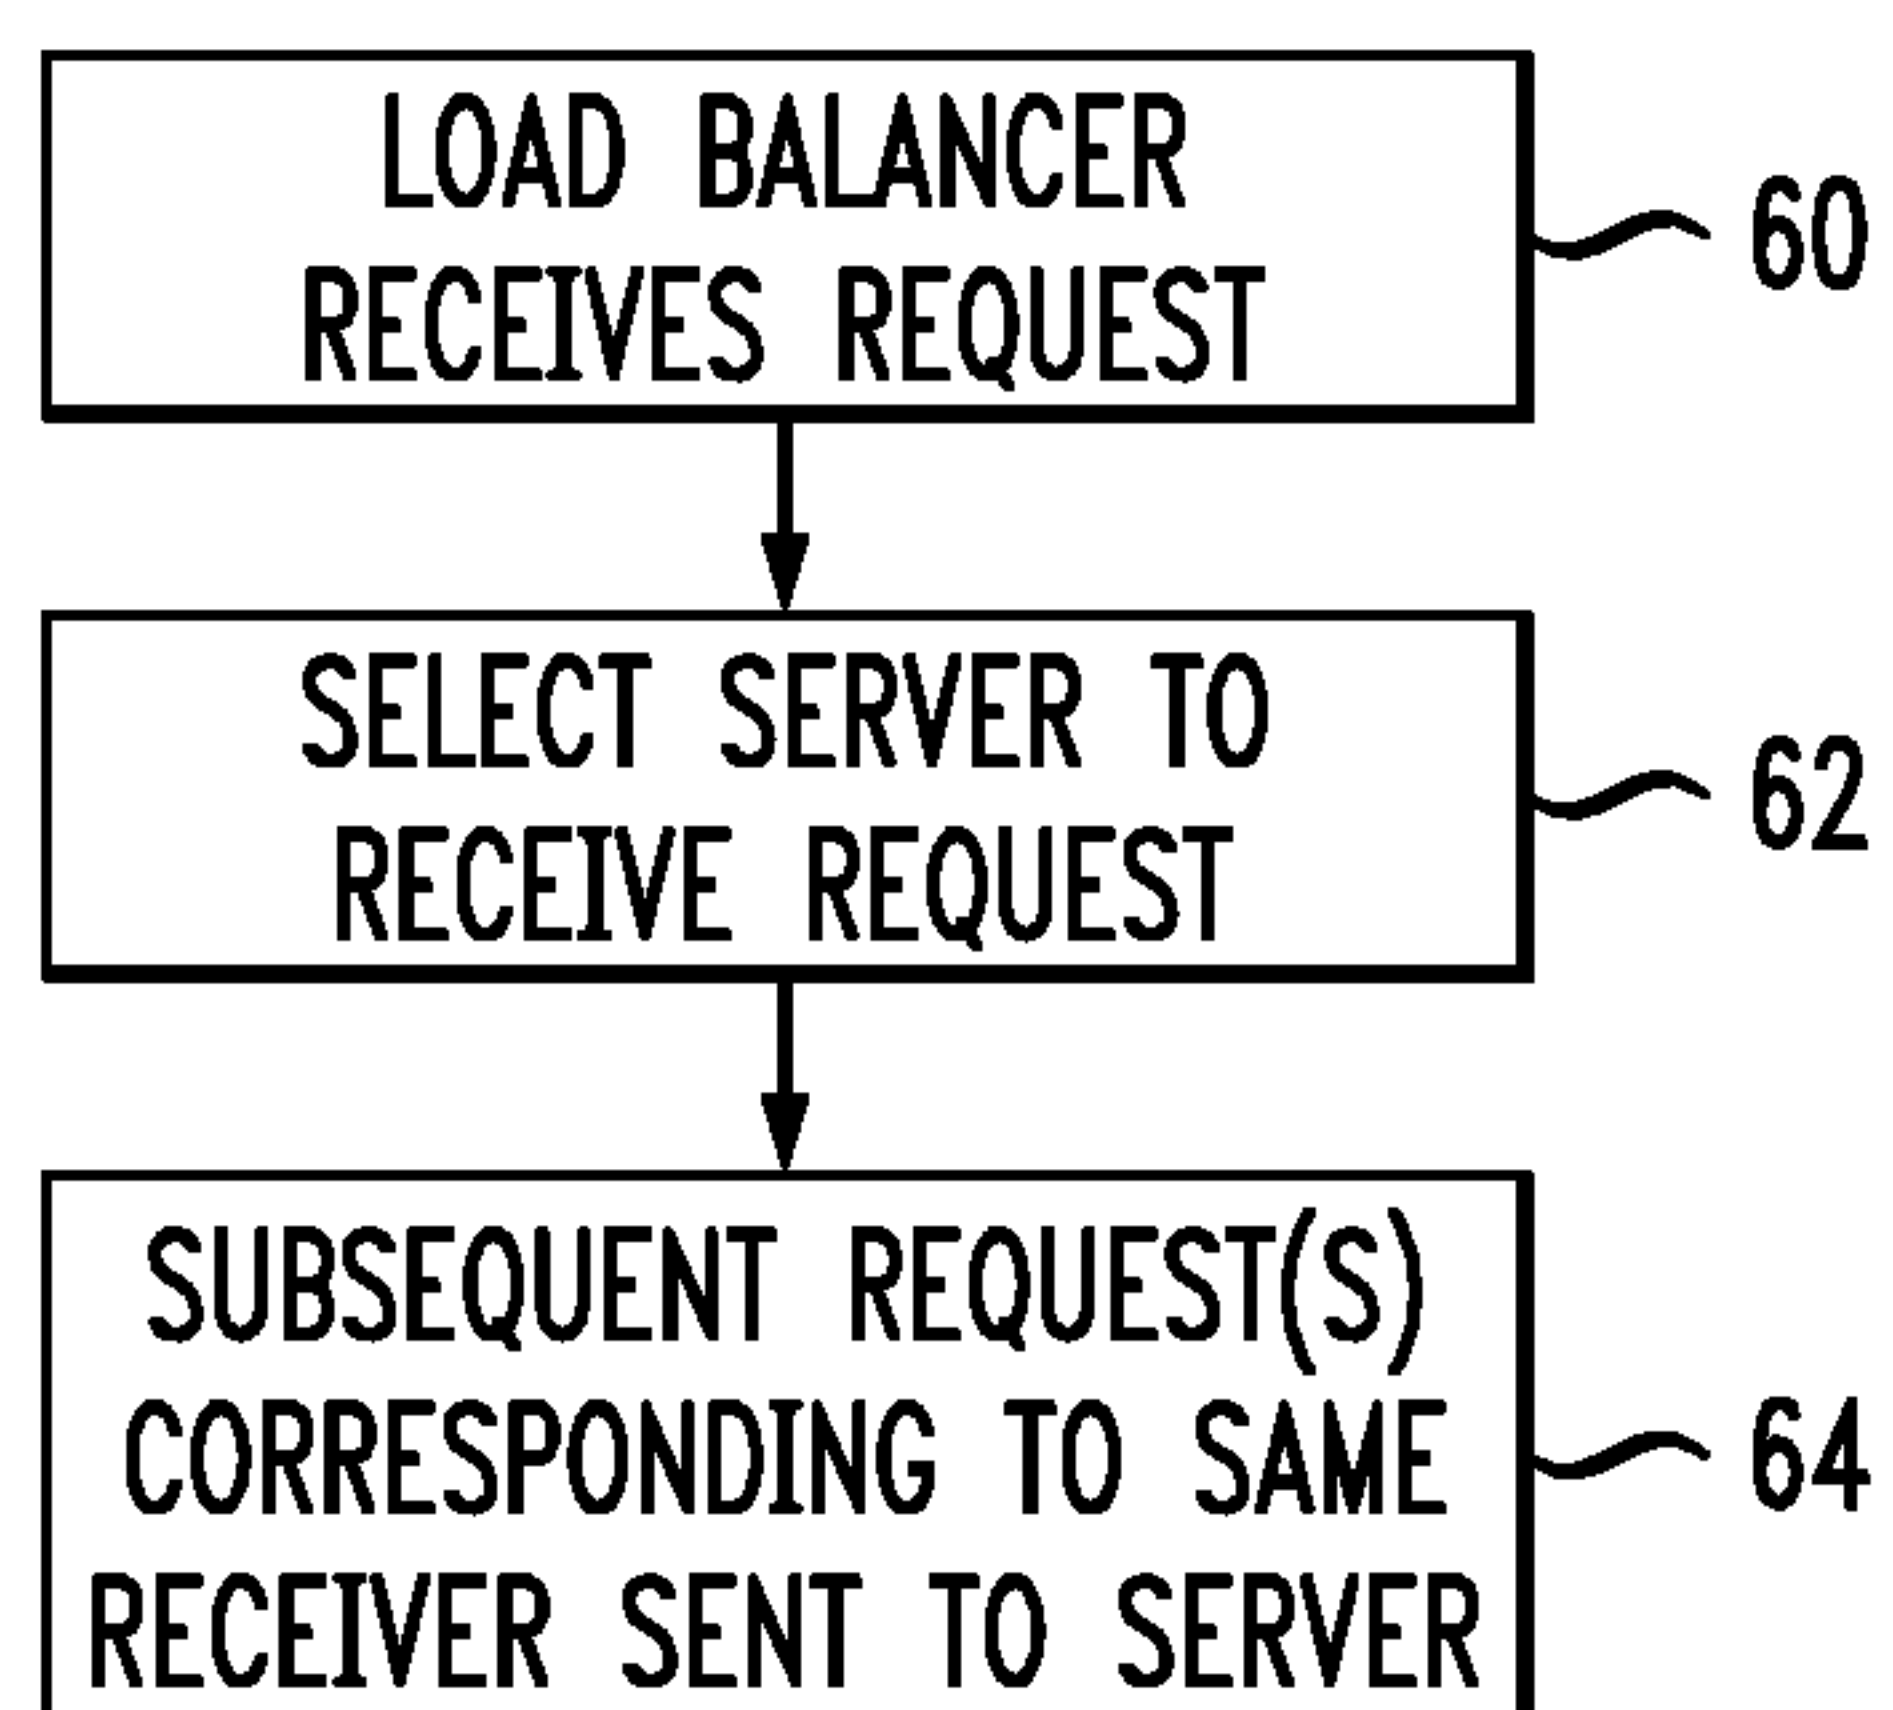 LOAD BALANCER
RECEIVES REQUEST
60
SELECT SERVER TO
RECEIVE REQUEST
62
SUBSEQUENT REQUEST(S)
CORRESPONDING TO SAME
RECEIVER SENT TO SERVER
64